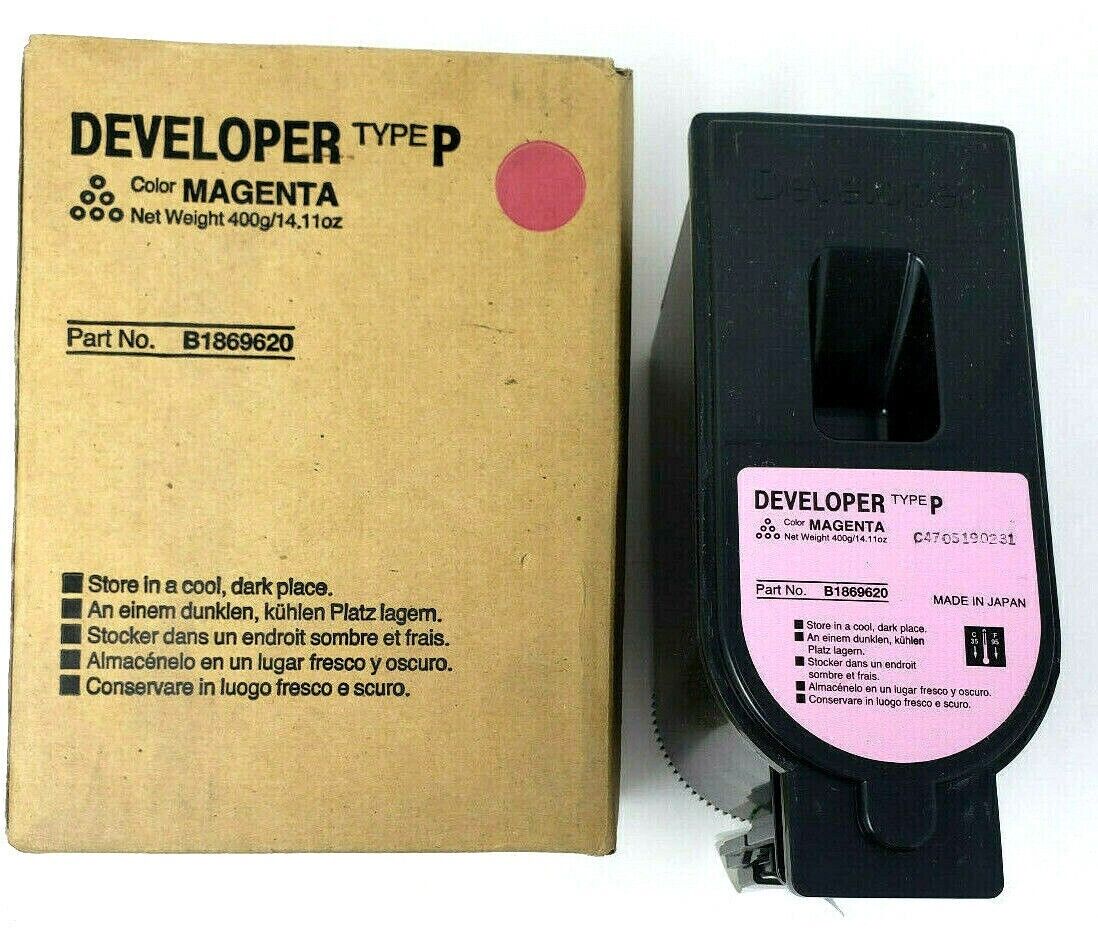 DEVELOPER TYPE P
Color MAGENTA
Net Weight 400g/14.11oz
Part No. B1869620
Store in a cool, dark place.
An einem dunklen, kühlen Platz lagern.
Stocker dans un endroit sombre et frais.
Almacénelo en un lugar fresco y oscuro.
Conservare in luogo fresco e scuro.
Developer
DEVELOPER TYPE P
Color MAGENTA
Net Weight 400g/14.11oz
C4705190231
Part No. B1869620
MADE IN JAPAN
Store in a cool, dark place.
An einem dunklen, kühlen
Platz lagern.
Stocker dans un endroit
sombre et frais.
Almacénelo en un lugar fresco y oscuro.
Conservare in luogo fresco e scuro.
C F
35 95